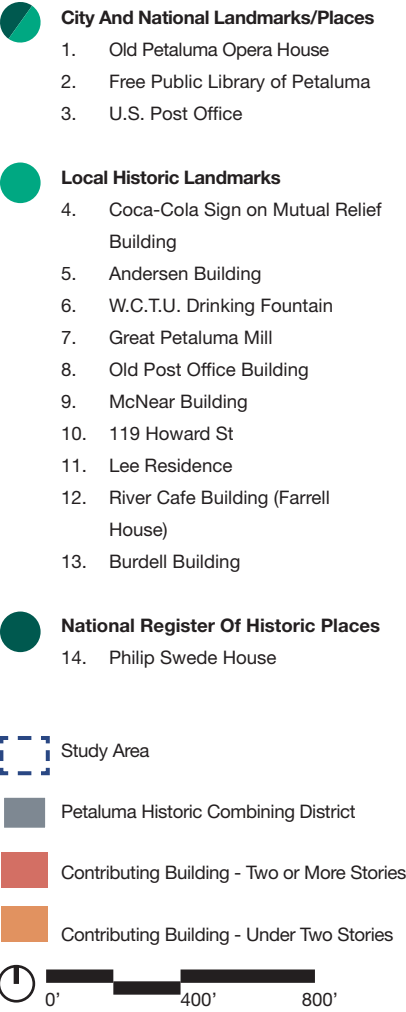 City And National Landmarks/Places
1. Old Petaluma Opera House
2. Free Public Library of Petaluma
3. U.S. Post Office
Local Historic Landmarks
4. Coca-Cola Sign on Mutual Relief
Building
5. Andersen Building
6. W.C.T.U. Drinking Fountain
7. Great Petaluma Mill
8. Old Post Office Building
9. McNear Building
10. 119 Howard St
11. Lee Residence
12. River Cafe Building (Farrell
House)
13. Burdell Building
National Register Of Historic Places
14. Philip Swede House
Study Area
Petaluma Historic Combining District
Contributing Building - Two or More Stories
Contributing Building - Under Two Stories
0’ 400’ 800’